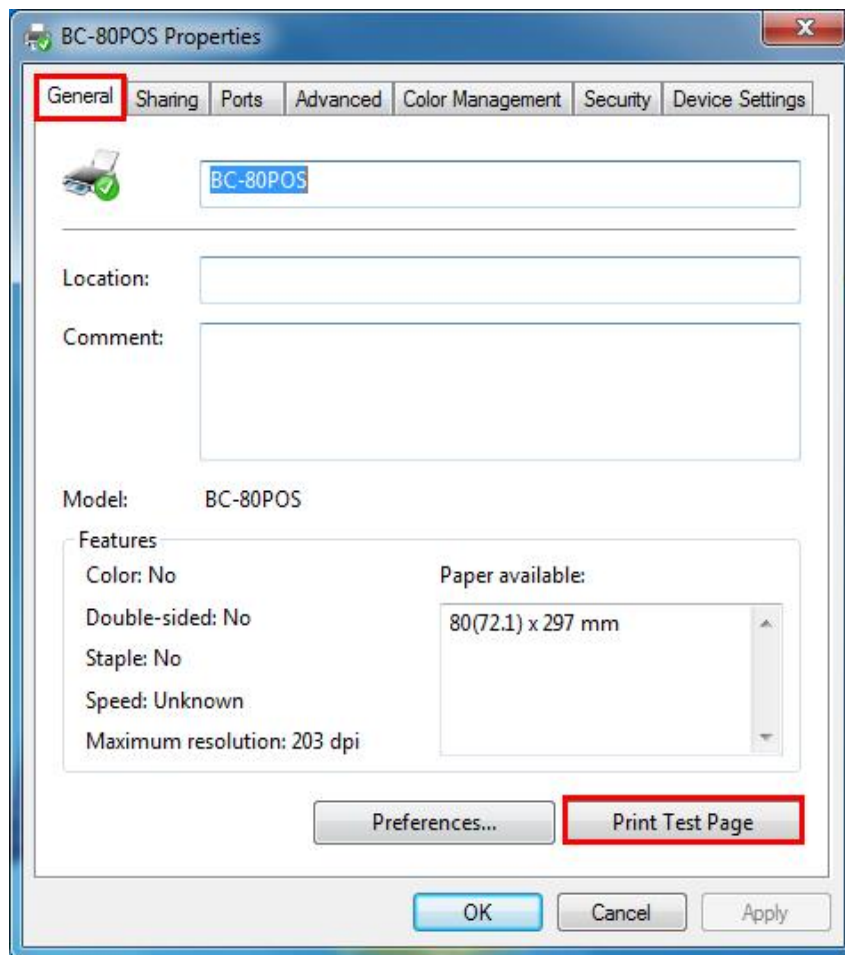 BC-80POS Properties
X
General Sharing Ports Advanced Color Management Security Device Settings
BC-80POS
Location:
Comment:
Model: BC-80POS
Features
Color: No
Paper available:
Double-sided: No
80(72.1) x 297 mm
Staple: No
Speed: Unknown
Maximum resolution: 203 dpi
Preferences... Print Test Page
OK Cancel Apply